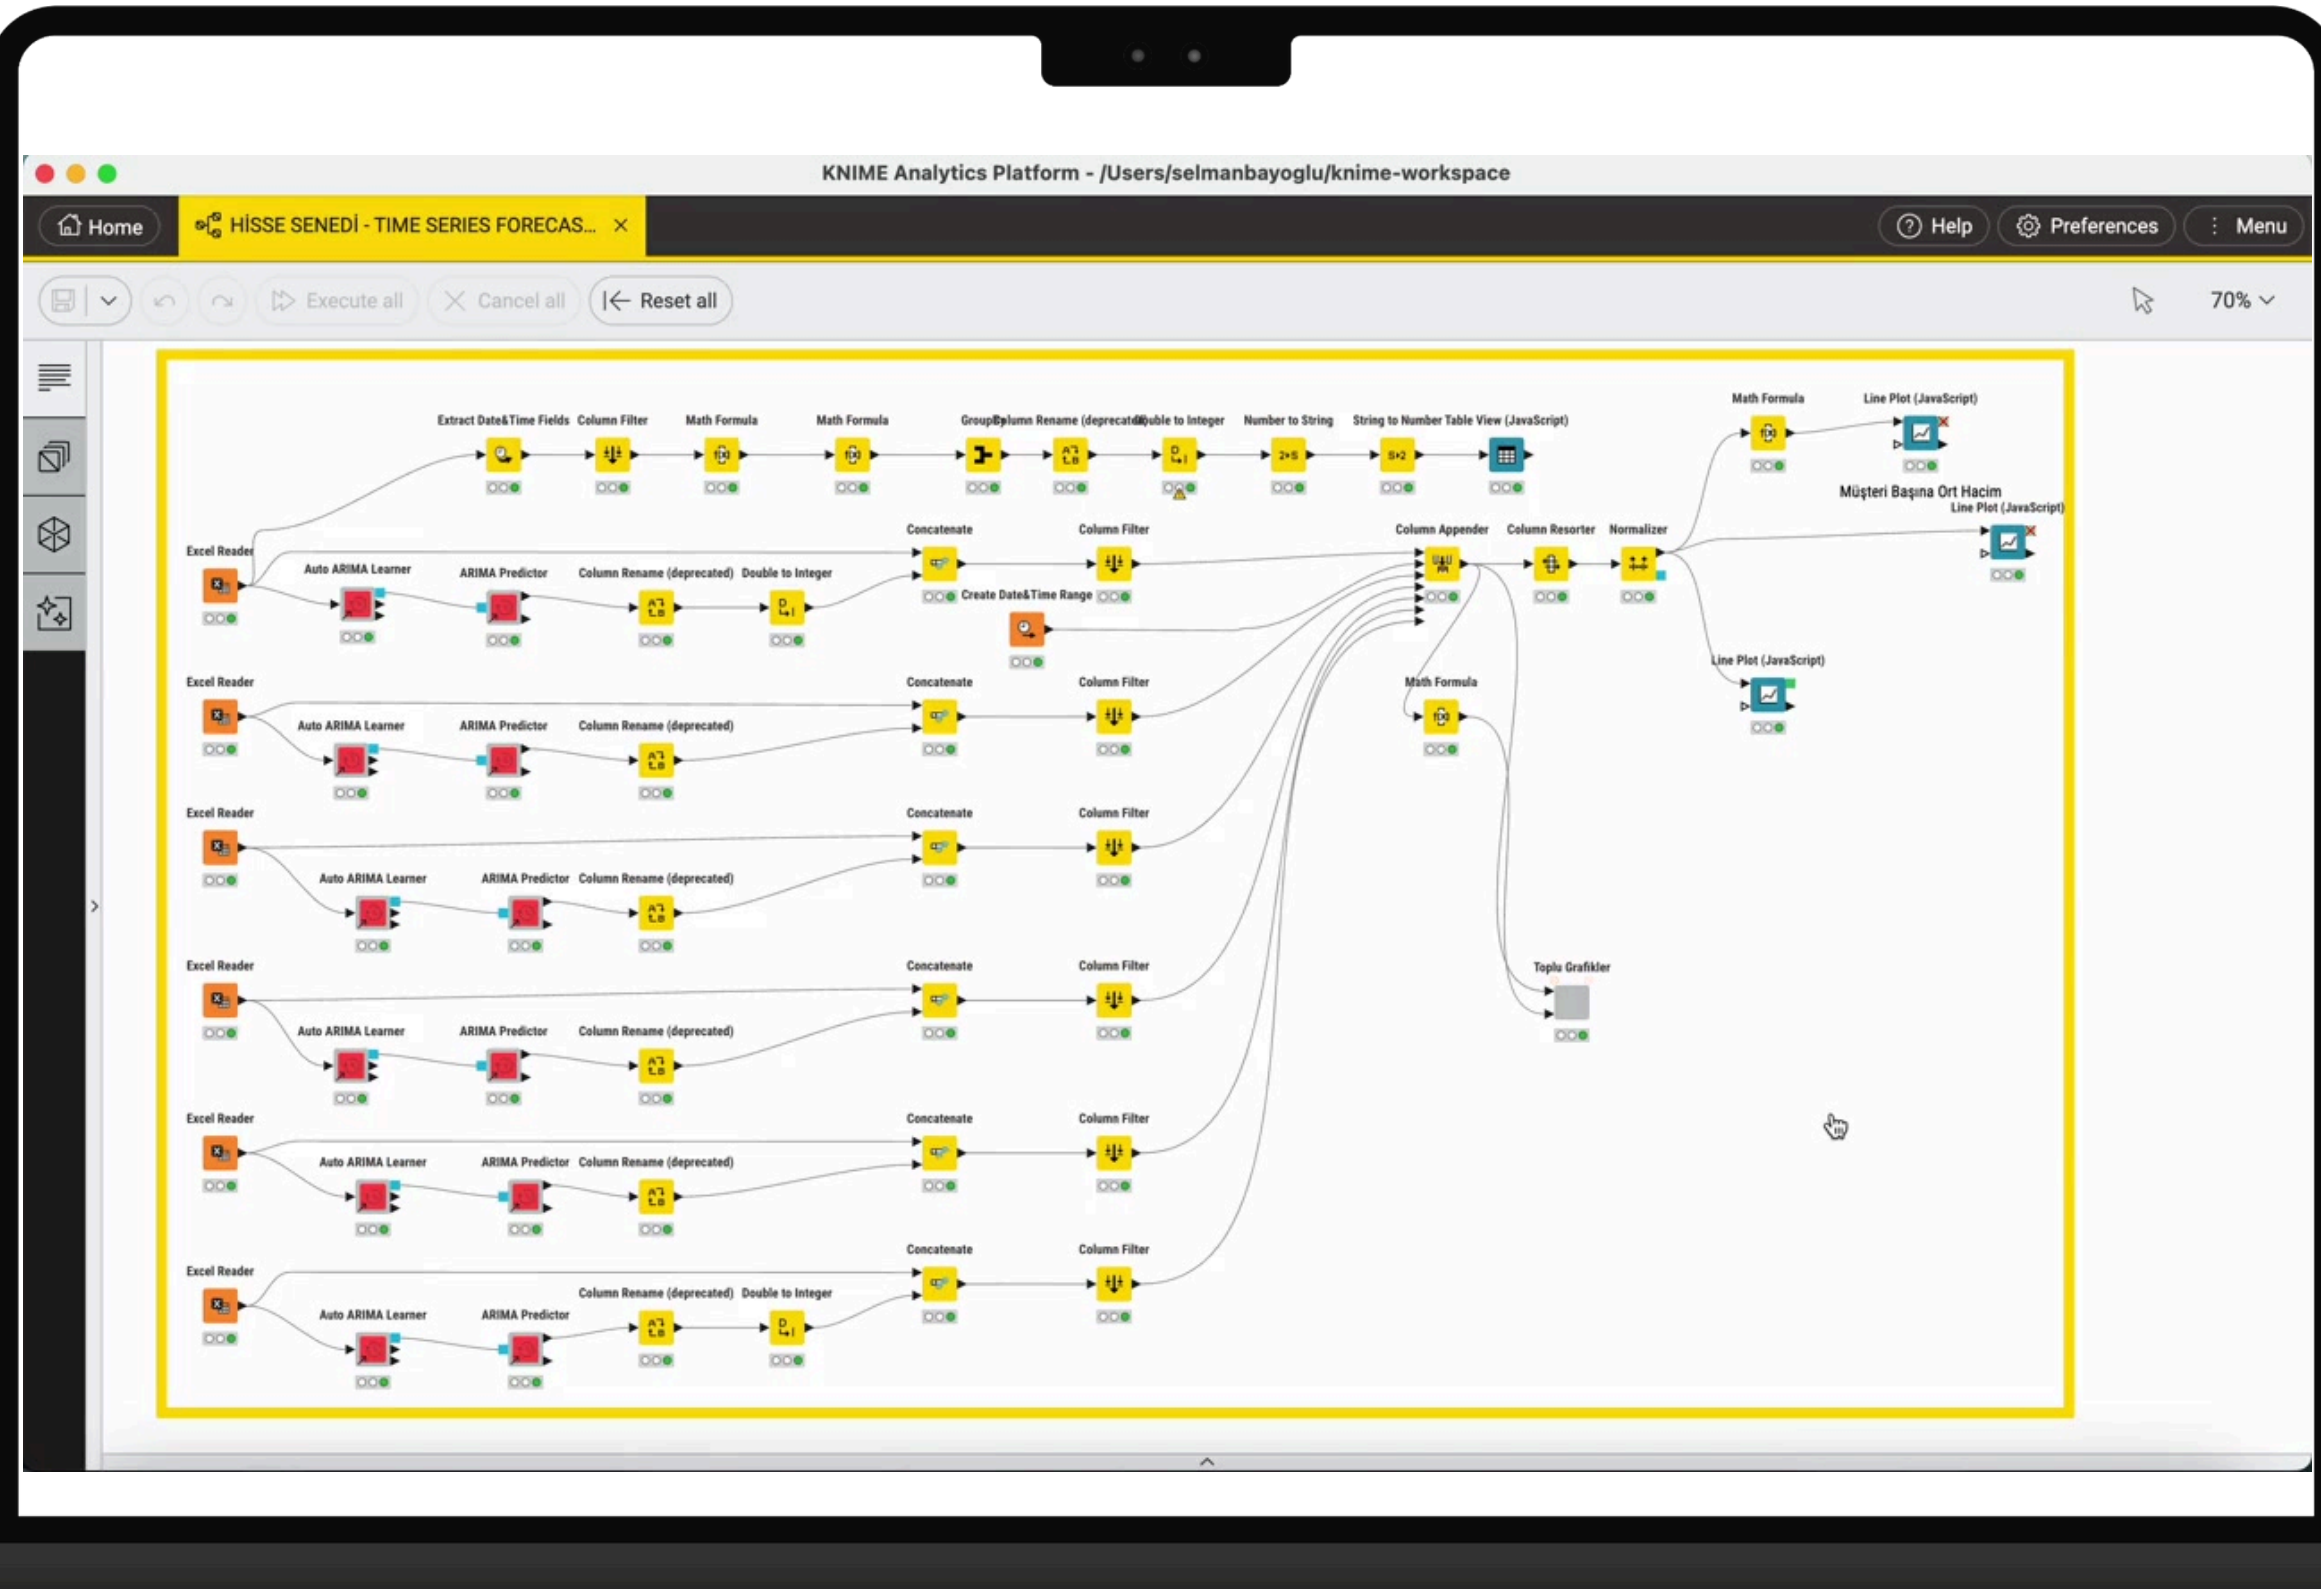 KNIME Analytics Platform - /Users/selmanbayoglu/knime-workspace
Home
HİSSE SENEDİ - TIME SERIES FORECAS...
Help
Preferences
Menu
Execute all
Cancel all
Reset all
70%
Math Formula
Line Plot (JavaScript)
Extract Date&Time Fields
Column Filter
Math Formula
Math Formula
Number to String
String to Number
Table View (JavaScript)
Müşteri Başına Ort Hacim
Line Plot (JavaScript)
Concatenate
Column Filter
Column Appender
Column Resorter
Normalizer
Excel Reader
Auto ARIMA Learner
ARIMA Predictor
Column Rename (deprecated)
Double to Integer
Create Date&Time Range
Line Plot (JavaScript)
Excel Reader
Concatenate
Column Filter
Math Formula
Auto ARIMA Learner
ARIMA Predictor
Column Rename (deprecated)
Excel Reader
Concatenate
Column Filter
Auto ARIMA Learner
ARIMA Predictor
Column Rename (deprecated)
Excel Reader
Concatenate
Column Filter
Toplu Grafikler
Auto ARIMA Learner
ARIMA Predictor
Column Rename (deprecated)
Excel Reader
Concatenate
Column Filter
Auto ARIMA Learner
ARIMA Predictor
Column Rename (deprecated)
Concatenate
Column Filter
Excel Reader
Column Rename (deprecated)
Double to Integer
Auto ARIMA Learner
ARIMA Predictor